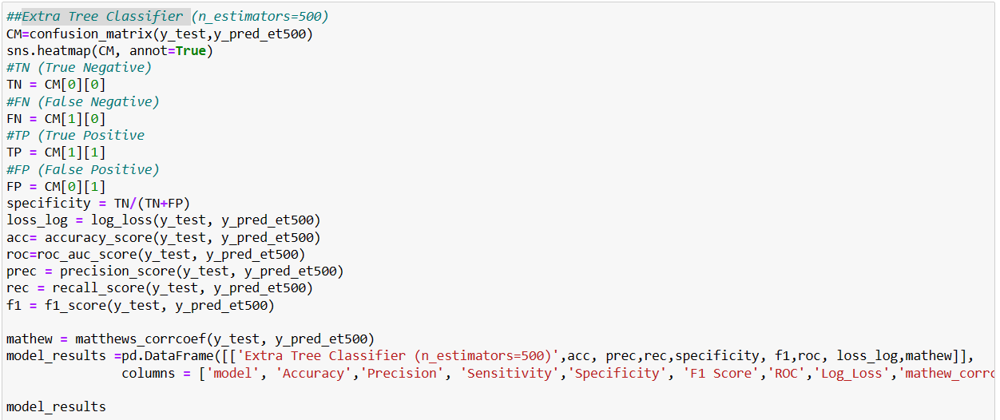 ##Extra Tree Classifier (n_estimators=500)
CM=confusion_matrix(y_test,y_pred_et500)
sns.heatmap(CM, annot=True)
#TN (True Negative)
TN = CM[0][0]
#FN (False Negative)
FN = CM[1][0]
#TP (True Positive
TP = CM[1][1]
#FP (False Positive)
FP = CM[0][1]
specificity = TN/(TN+FP)
loss_log = log_loss(y_test, y_pred_et500)
acc= accuracy_score(y_test, y_pred_et500)
roc=roc_auc_score(y_test, y_pred_et500)
prec = precision_score(y_test, y_pred_et500)
rec = recall_score(y_test, y_pred_et500)
f1 = f1_score(y_test, y_pred_et500)
mathew = matthews_corrcoef(y_test, y_pred_et500)
model_results =pd.DataFrame([['Extra Tree Classifier (n_estimators=500)',acc, prec,rec,specificity, f1,roc, loss_log,mathew]],
columns = ['model', 'Accuracy','Precision', 'Sensitivity','Specificity', 'F1 Score','ROC','Log_Loss','mathew_corrc
model_results